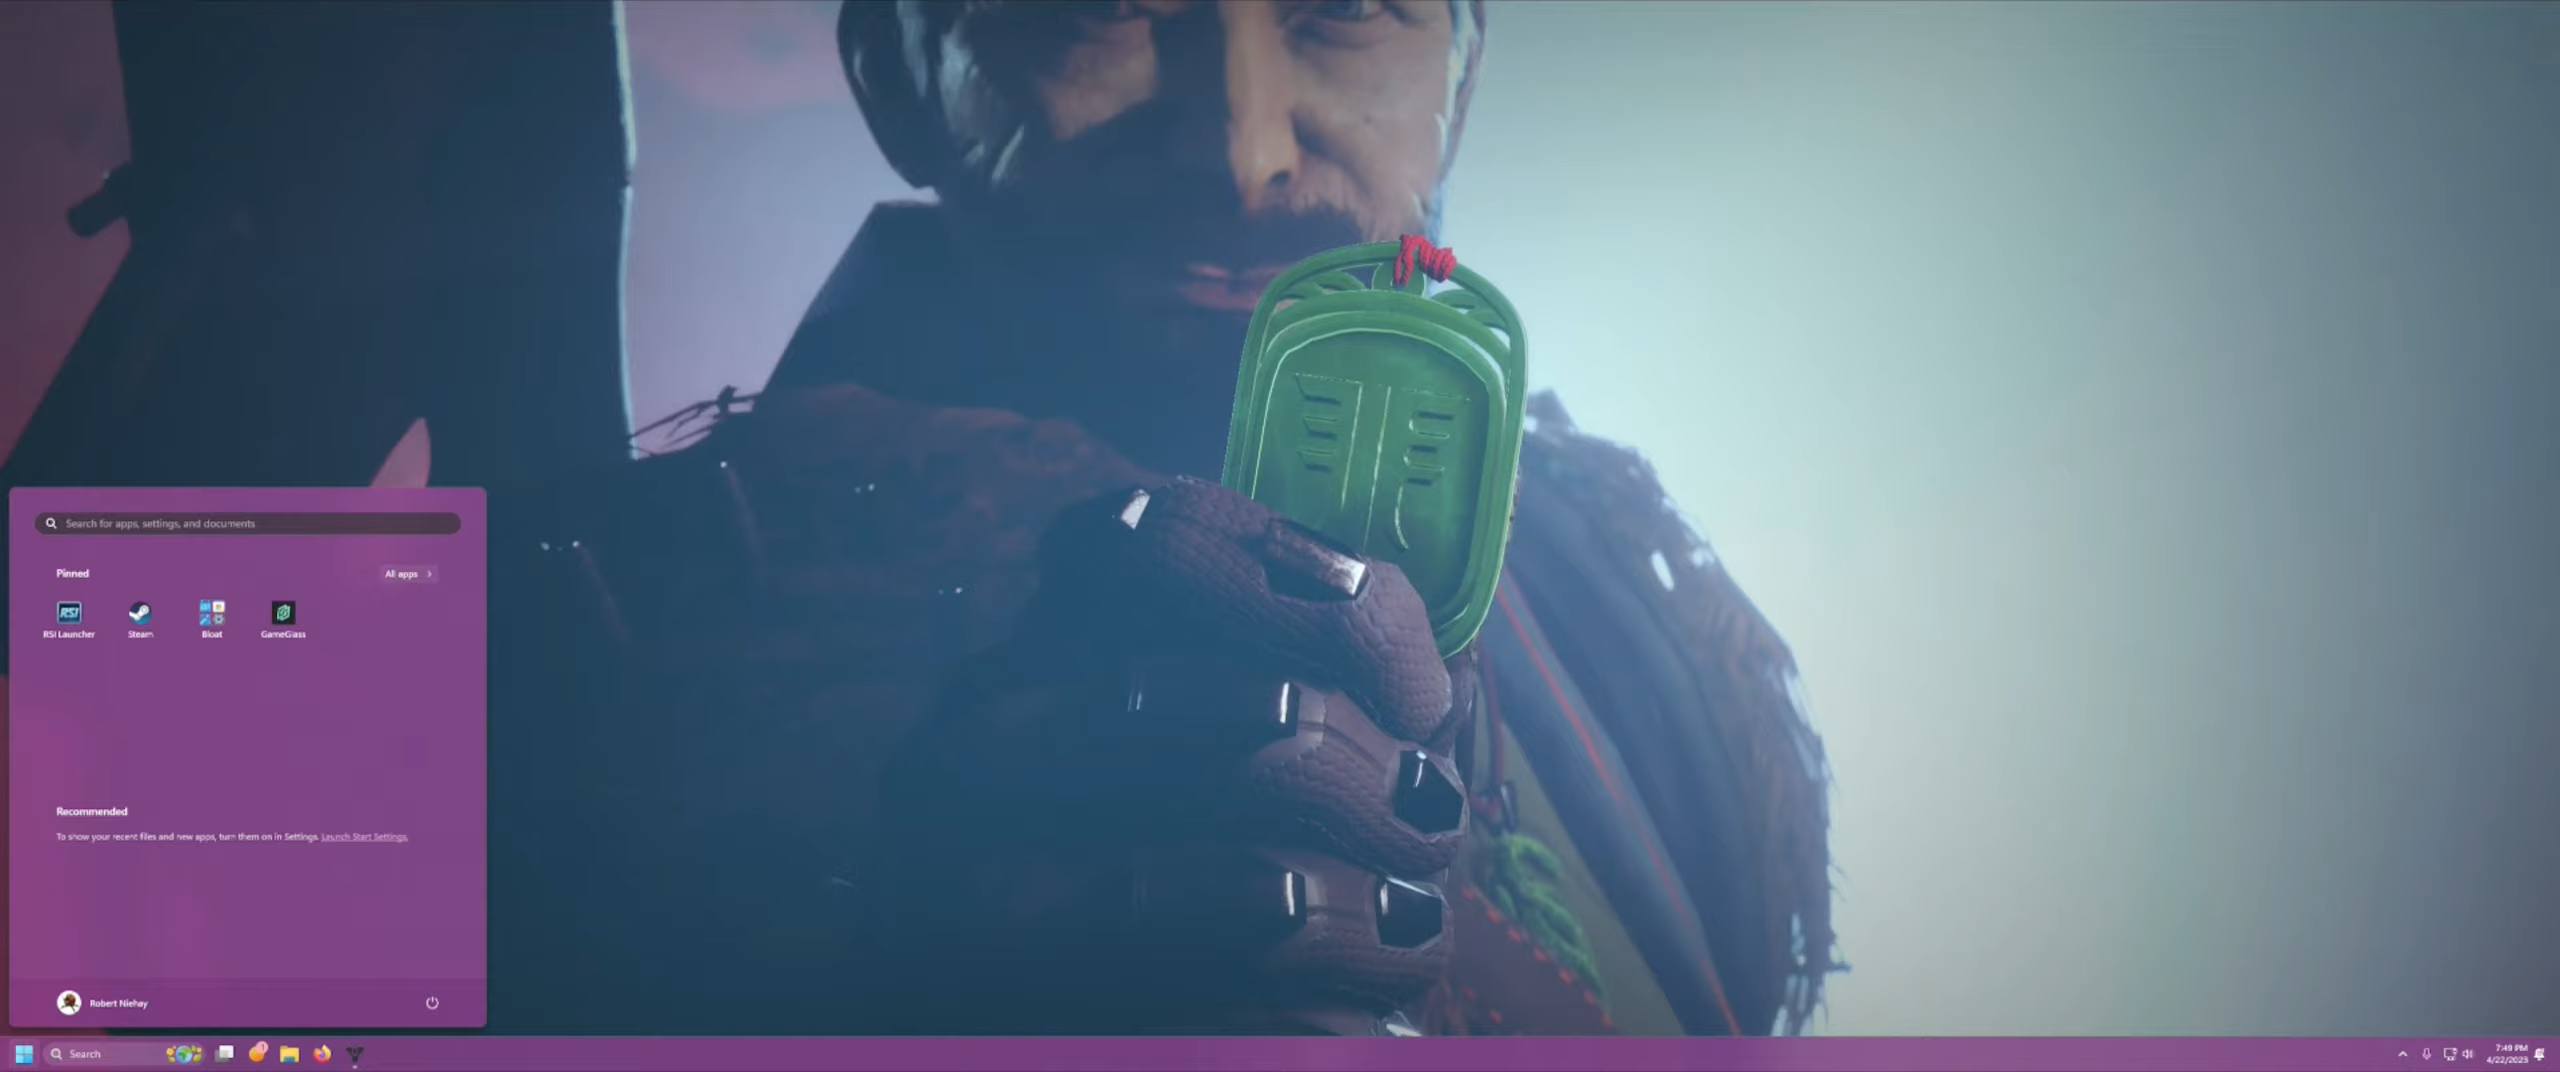 Search for apps, settings, and documents
Pinned
All apps
RSI
RSI Launcher
Steam
Bloat
GameGlass
Recommended
To show your recent files and new apps, turn them on in Settings. Launch Start Settings.
Robert Niehay
Search
7:49 PM
4/22/2025